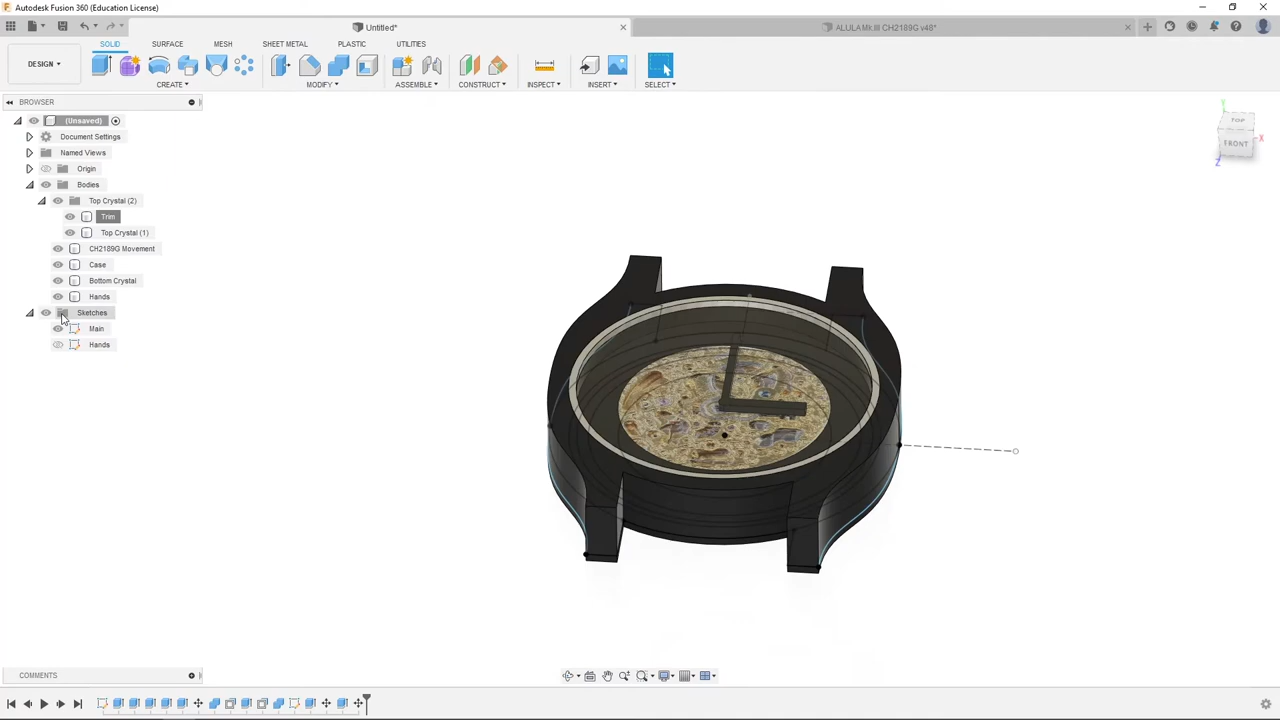 Autodesk Fusion 360 (Education License)
Untitled*
ALULA Mk.III CH2189G v48*
SOLID
SURFACE
MESH
SHEET METAL
PLASTIC
UTILITIES
DESIGN
CREATE
MODIFY
ASSEMBLE
CONSTRUCT
INSPECT
INSERT
SELECT
BROWSER
(Unsaved)
Document Settings
Named Views
Origin
Bodies
Top Crystal (2)
Trim
Top Crystal (1)
CH2189G Movement
Case
Bottom Crystal
Hands
Sketches
Main
Hands
Y
TOP
FRONT
X
Z
COMMENTS